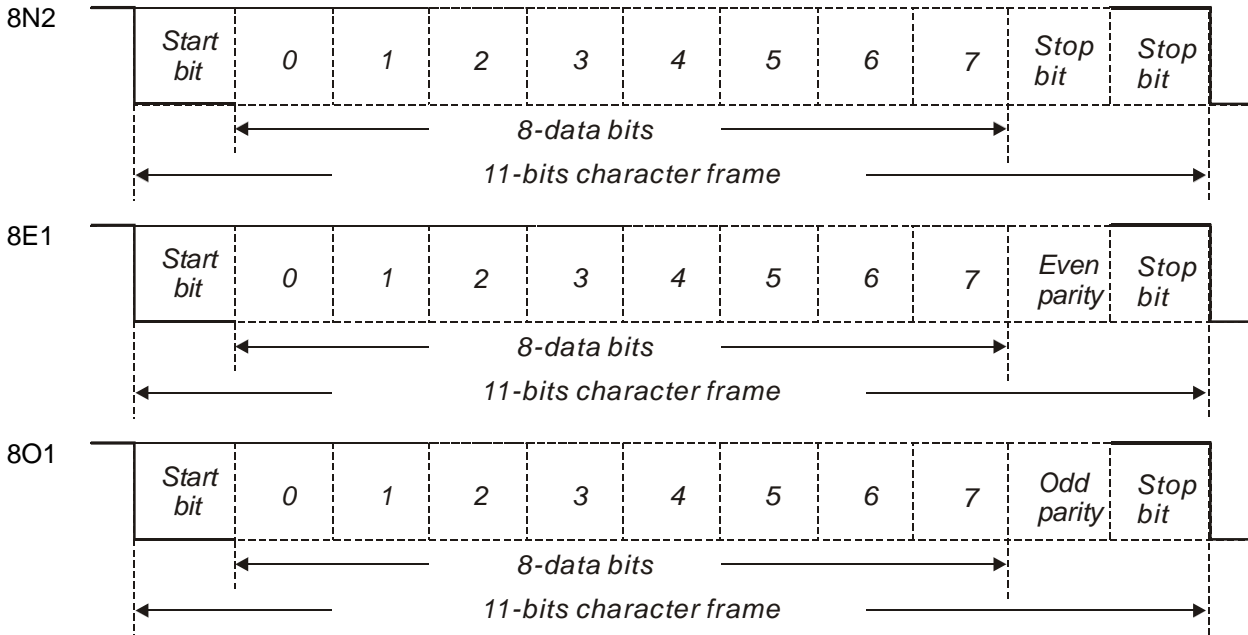 8N2
Start bit 0 1 2 3 4 5 6 7 Stop bit Stop bit
8-data bits
11-bits character frame
8E1
Start bit 0 1 2 3 4 5 6 7 Even parity Stop bit
8-data bits
11-bits character frame
8O1
Start bit 0 1 2 3 4 5 6 7 Odd parity Stop bit
8-data bits
11-bits character frame